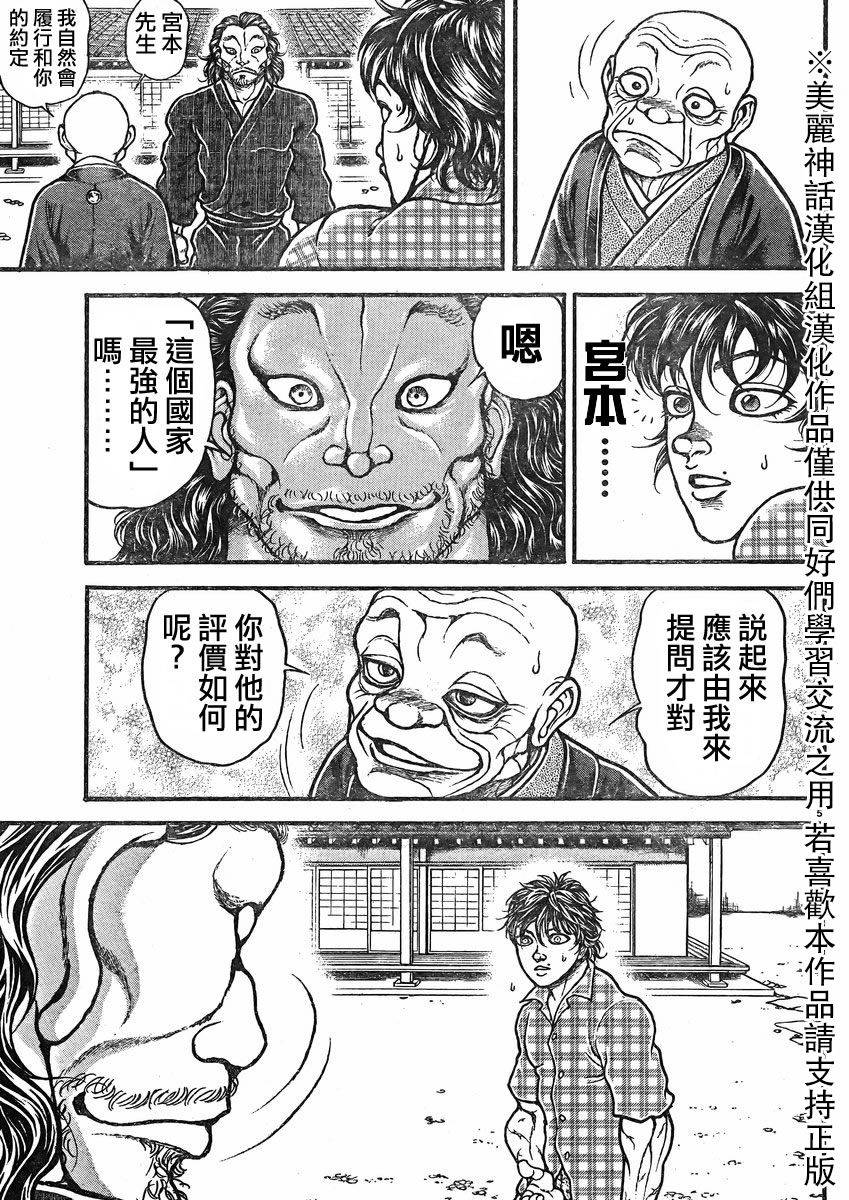 宮本
先生
我自然會
履行和你
的約定
宮本……
嗯
「這個國家
最強的人」
嗎………
說起來
應該由我來
提問才對
你對他的
評價如何
呢？
※美麗神話漢化組漢化作品僅供同好們學習交流之用，若喜歡本作品請支持正版